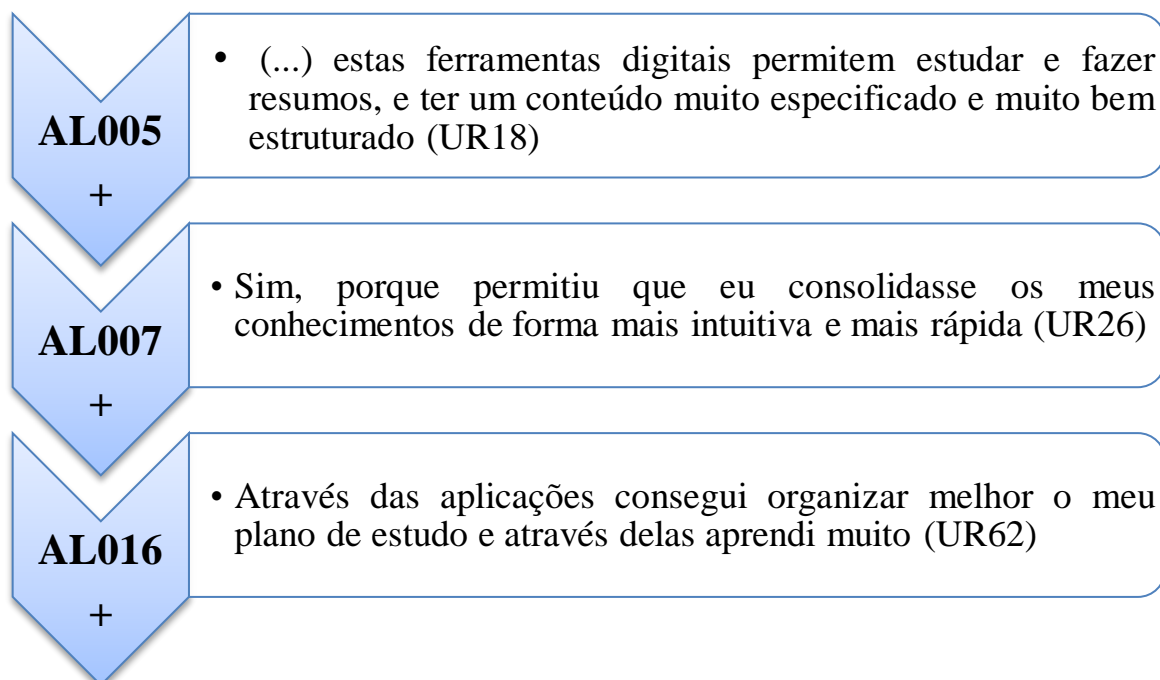 AL005
+
• (...) estas ferramentas digitais permitem estudar e fazer
resumos, e ter um conteúdo muito especificado e muito bem
estruturado (UR18)
AL007
+
• Sim, porque permitiu que eu consolidasse os meus
conhecimentos de forma mais intuitiva e mais rápida (UR26)
AL016
+
• Através das aplicações consegui organizar melhor o meu
plano de estudo e através delas aprendi muito (UR62)